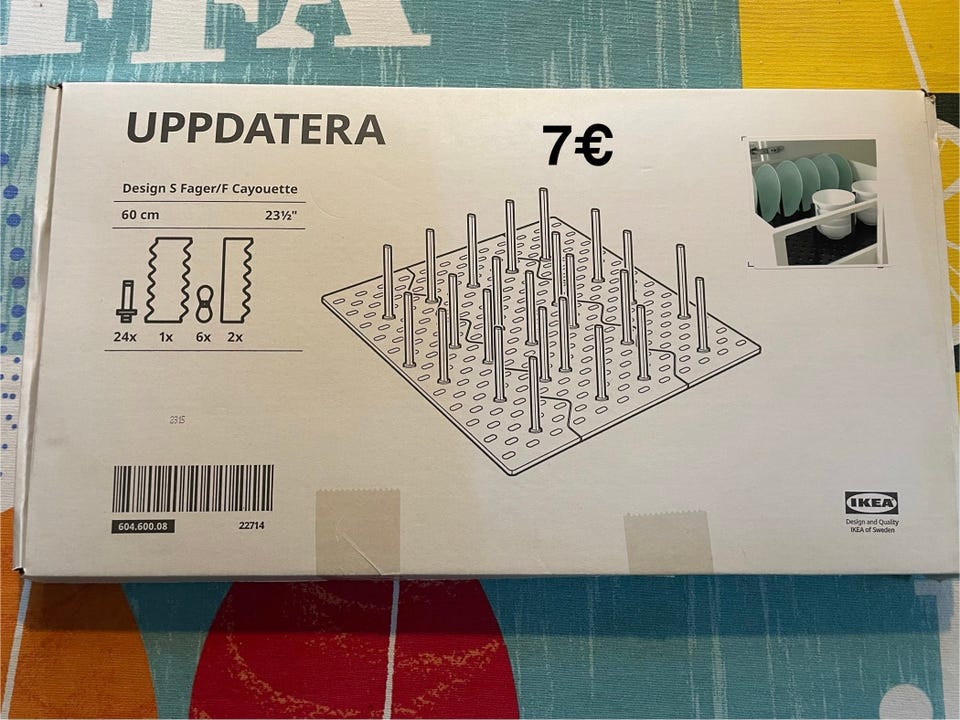 FFA
UPPDATERA
7€
Design S Fager/F Cayouette
60 cm 23½"
24x 1x 6x 2x
2315
604.600.08 22714
IKEA
Design and Quality
IKEA of Sweden